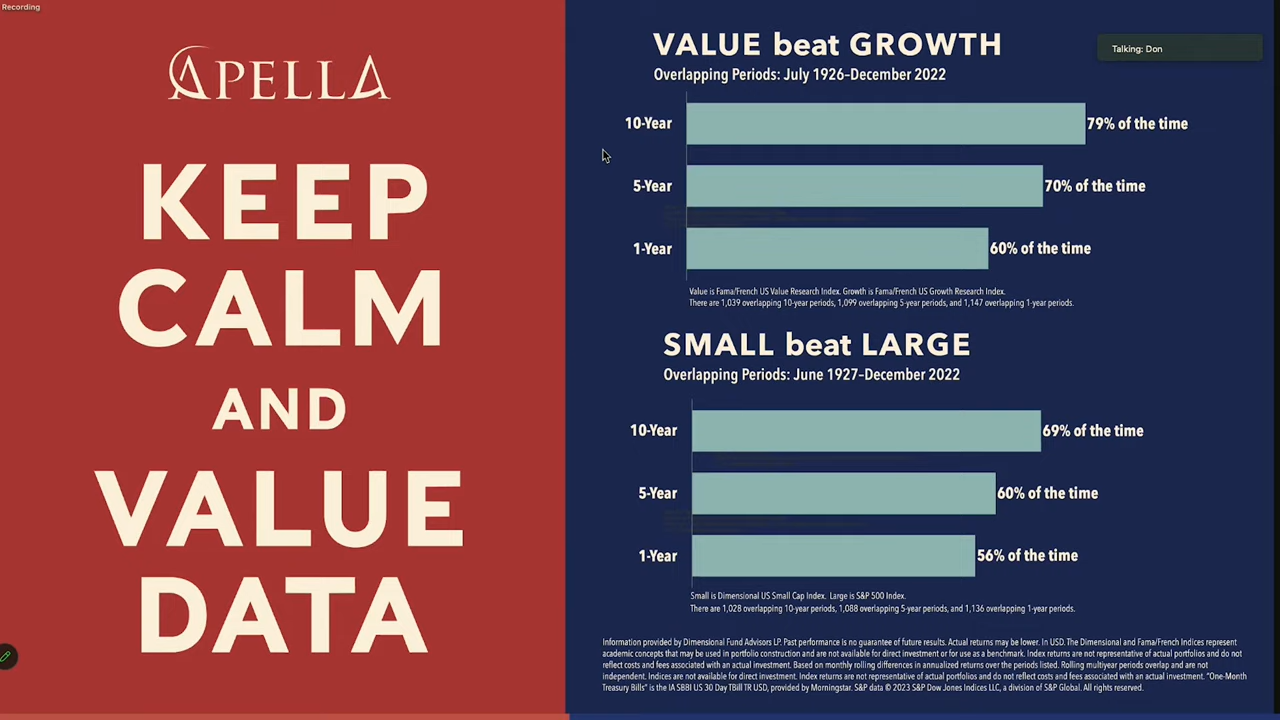 Recording
APELLA
KEEP
CALM
AND
VALUE
DATA
VALUE beat GROWTH
Overlapping Periods: July 1926–December 2022
Talking: Don
10-Year 79% of the time
5-Year 70% of the time
1-Year 60% of the time
Value is Fama/French US Value Research Index. Growth is Fama/French US Growth Research Index.
There are 1,039 overlapping 10-year periods, 1,099 overlapping 5-year periods, and 1,147 overlapping 1-year periods.
SMALL beat LARGE
Overlapping Periods: June 1927–December 2022
10-Year 69% of the time
5-Year 60% of the time
1-Year 56% of the time
Small is Dimensional US Small Cap Index. Large is S&P 500 Index.
There are 1,028 overlapping 10-year periods, 1,088 overlapping 5-year periods, and 1,136 overlapping 1-year periods.
Information provided by Dimensional Fund Advisors LP. Past performance is no guarantee of future results. Actual returns may be lower. In USD. The Dimensional and Fama/French Indices represent
academic concepts that may be used in portfolio construction and are not available for direct investment or for use as a benchmark. Index returns are not representative of actual portfolios and do not
reflect costs and fees associated with an actual investment. Based on monthly rolling differences in annualized returns over the periods listed. Rolling multiyear periods overlap and are not
independent. Indices are not available for direct investment. Index returns are not representative of actual portfolios and do not reflect costs and fees associated with an actual investment. “One-Month
Treasury Bills” is the IA SBBI US 30 Day TBill TR USD, provided by Morningstar. S&P data © 2023 S&P Dow Jones Indices LLC, a division of S&P Global. All rights reserved.